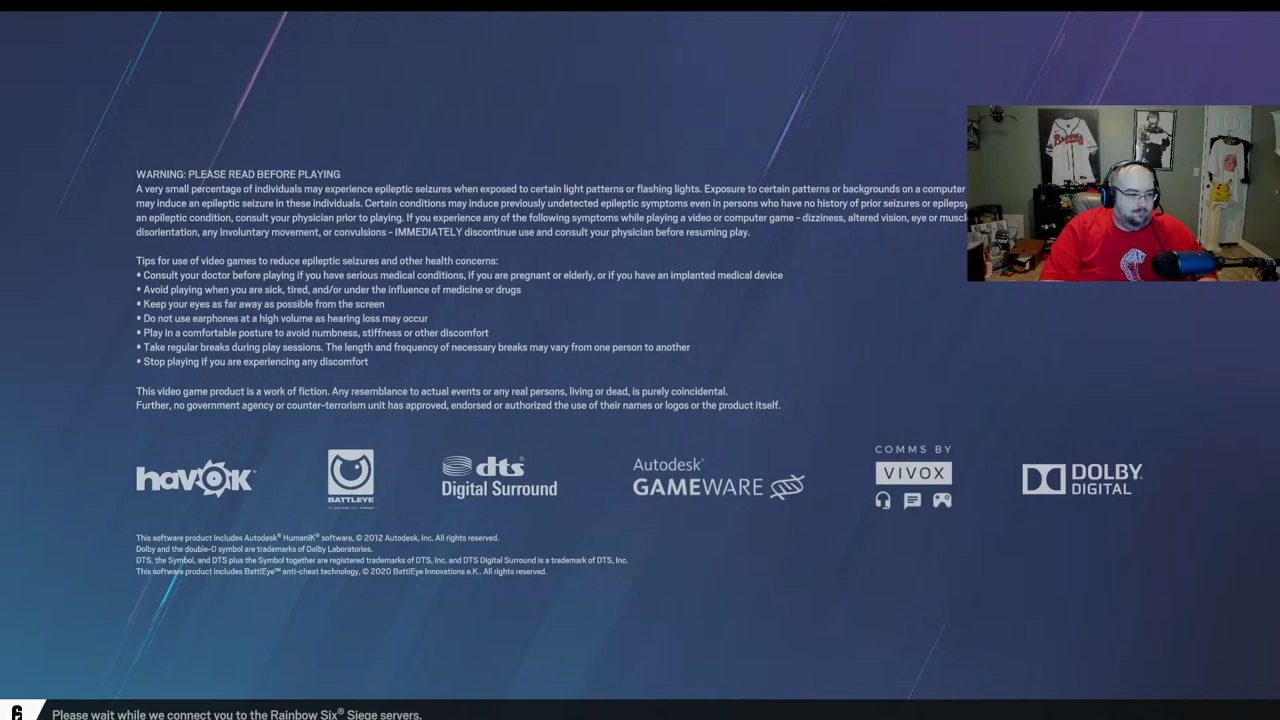 WARNING: PLEASE READ BEFORE PLAYING
A very small percentage of individuals may experience epileptic seizures when exposed to certain light patterns or flashing lights. Exposure to certain patterns or backgrounds on a computer
may induce an epileptic seizure in these individuals. Certain conditions may induce previously undetected epileptic symptoms even in persons who have no history of prior seizures or epilepsy
an epileptic condition, consult your physician prior to playing. If you experience any of the following symptoms while playing a video or computer game - dizziness, altered vision, eye or
disorientation, any involuntary movement, or convulsions - IMMEDIATELY discontinue use and consult your physician before resuming play.
Tips for use of video games to reduce epileptic seizures and other health concerns:
• Consult your doctor before playing if you have serious medical conditions, if you are pregnant or elderly, or if you have an implanted medical device
• Avoid playing when you are sick, tired, and/or under the influence of medicine or drugs
• Keep your eyes as far away as possible from the screen
• Do not use earphones at a high volume as hearing loss may occur
• Play in a comfortable posture to avoid numbness, stiffness or other discomfort
• Take regular breaks during play sessions. The length and frequency of necessary breaks may vary from one person to another
• Stop playing if you are experiencing any discomfort
This video game product is a work of fiction. Any resemblance to actual events or any real persons, living or dead, is purely coincidental.
Further, no government agency or counter-terrorism unit has approved, endorsed or authorized the use of their names or logos or the product itself.
havok®
BATTLEYE
dts®
Digital Surround
Autodesk®
GAMEWARE
COMMS BY
VIVOX
DOLBY
DIGITAL
This software product includes Autodesk® HumanIK® software, © 2012 Autodesk, Inc. All rights reserved.
Dolby and the double-D symbol are trademarks of Dolby Laboratories.
DTS, the Symbol, and DTS plus the Symbol together are registered trademarks of DTS, Inc. and DTS Digital Surround is a trademark of DTS, Inc.
This software product includes BattlEye™ anti-cheat technology, © 2020 BattlEye Innovations e.K.. All rights reserved.
6 Please wait while we connect you to the Rainbow Six® Siege servers.
Braves